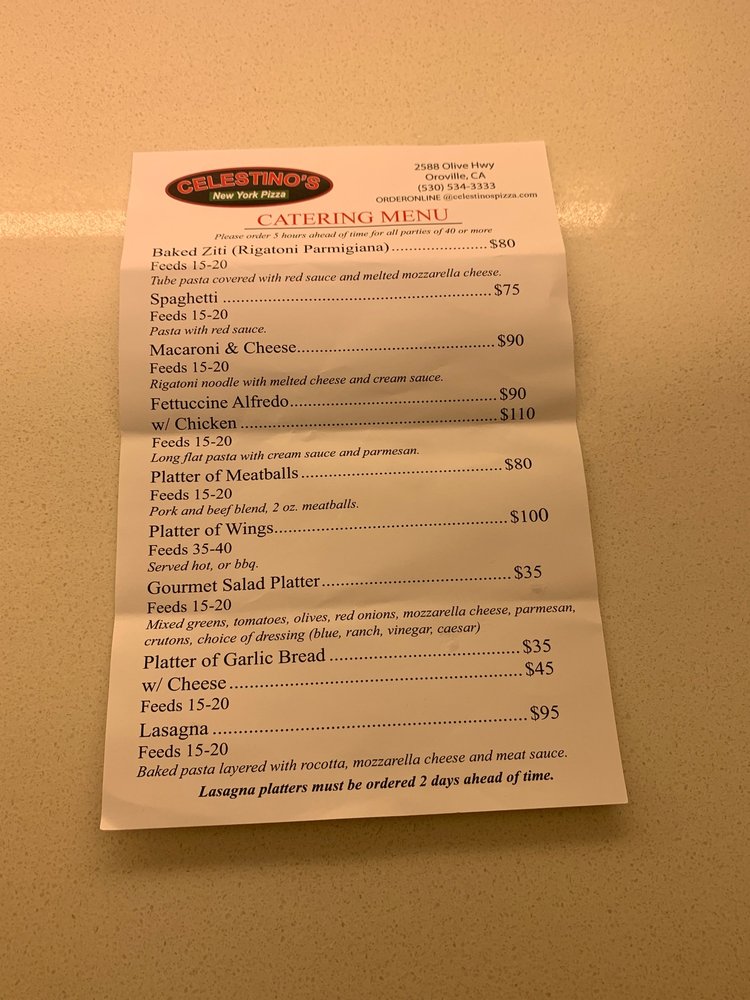 CELESTINO'S
New York Pizza
2588 Olive Hwy
Oroville, CA
(530) 534-3333
ORDERONLINE @celestinospizza.com
CATERING MENU
Please order 5 hours ahead of time for all parties of 40 or more
Baked Ziti (Rigatoni Parmigiana)......................$80
Feeds 15-20
Tube pasta covered with red sauce and melted mozzarella cheese.
Spaghetti ............................................................$75
Feeds 15-20
Pasta with red sauce.
Macaroni & Cheese............................................$90
Feeds 15-20
Rigatoni noodle with melted cheese and cream sauce.
Fettuccine Alfredo..............................................$90
w/ Chicken .........................................................$110
Feeds 15-20
Long flat pasta with cream sauce and parmesan.
Platter of Meatballs............................................$80
Feeds 15-20
Pork and beef blend, 2 oz. meatballs.
Platter of Wings..................................................$100
Feeds 35-40
Served hot, or bbq.
Gourmet Salad Platter........................................$35
Feeds 15-20
Mixed greens, tomatoes, olives, red onions, mozzarella cheese, parmesan,
crutons, choice of dressing (blue, ranch, vinegar, caesar)
Platter of Garlic Bread .......................................$35
w/ Cheese............................................................$45
Feeds 15-20
Lasagna ..............................................................$95
Feeds 15-20
Baked pasta layered with rocotta, mozzarella cheese and meat sauce.
Lasagna platters must be ordered 2 days ahead of time.